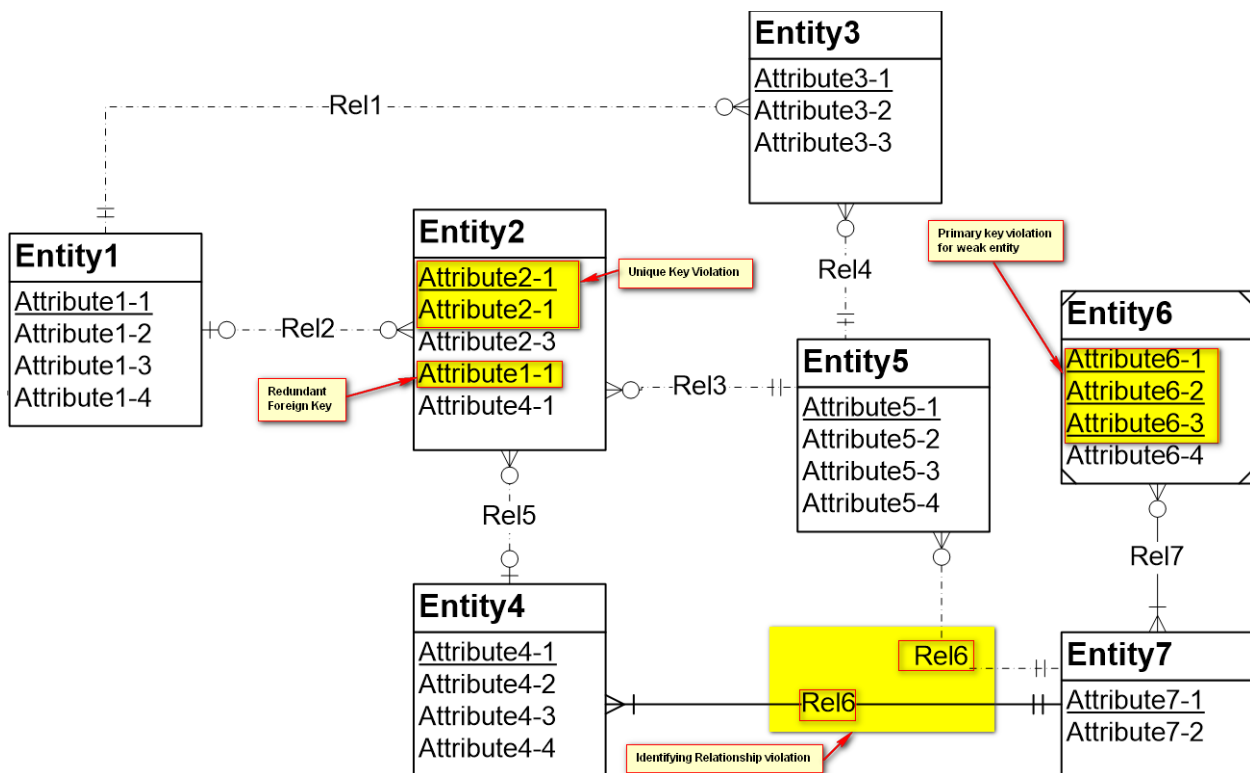 Entity3
Attribute3-1
Attribute3-2
Attribute3-3
Rel1
Entity2
Attribute2-1
Attribute2-1
Attribute2-3
Attribute1-1
Attribute4-1
Unique Key Violation
Primary key violation
for weak entity
Entity1
Attribute1-1
Attribute1-2
Attribute1-3
Attribute1-4
Rel2
Redundant
Foreign Key
Rel4
Rel3
Entity5
Attribute5-1
Attribute5-2
Attribute5-3
Attribute5-4
Entity6
Attribute6-1
Attribute6-2
Attribute6-3
Attribute6-4
Rel5
Rel7
Entity4
Attribute4-1
Attribute4-2
Attribute4-3
Attribute4-4
Rel6
Rel6
Entity7
Attribute7-1
Attribute7-2
Identifying Relationship violation